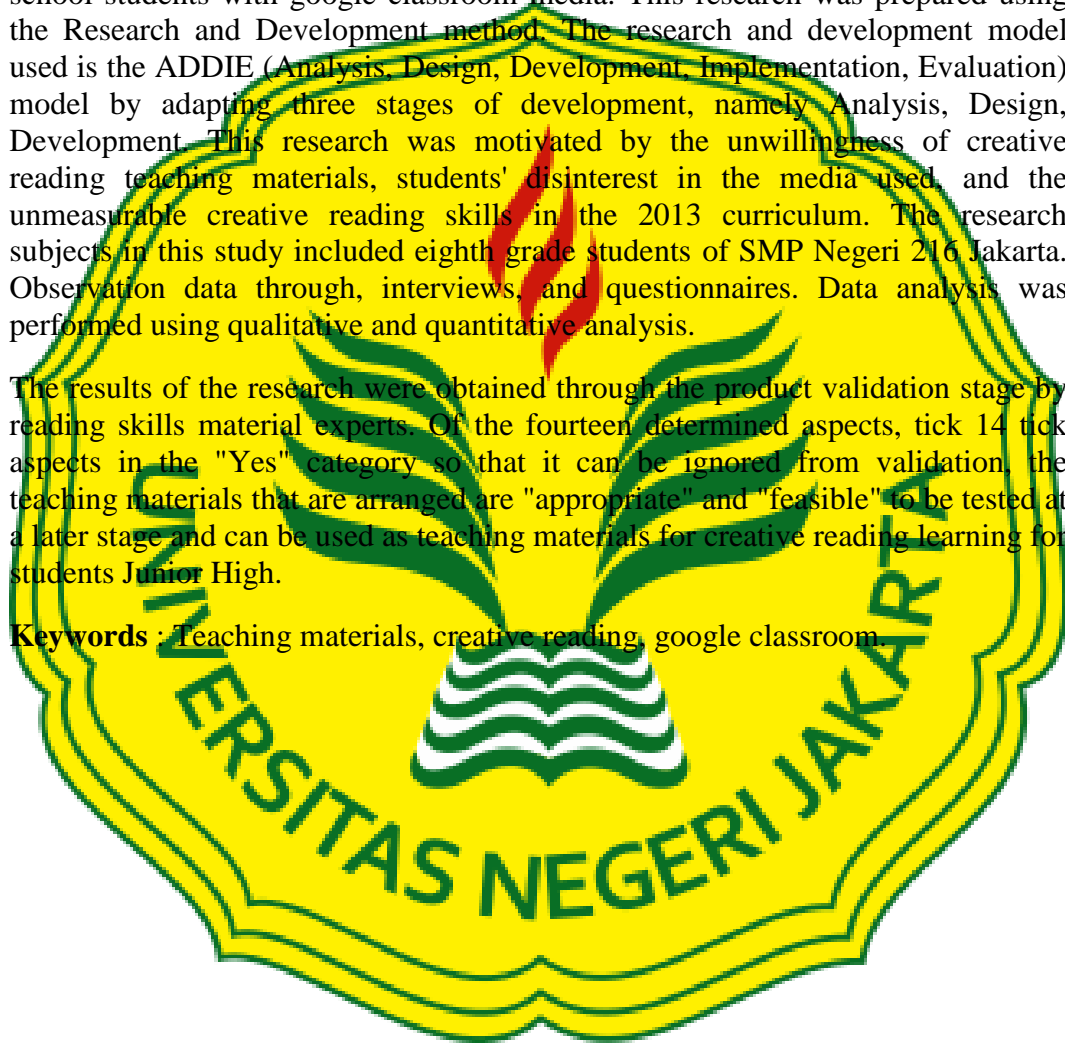 school students with google classroom media. This research was prepared using
the Research and Development method. The research and development model
used is the ADDIE (Analysis, Design, Development, Implementation, Evaluation)
model by adapting three stages of development, namely Analysis, Design,
Development. This research was motivated by the unwillingness of creative
reading teaching materials, students' disinterest in the media used, and the
unmeasurable creative reading skills in the 2013 curriculum. The research
subjects in this study included eighth grade students of SMP Negeri 216 Jakarta.
Observation data through, interviews, and questionnaires. Data analysis was
performed using qualitative and quantitative analysis.
The results of the research were obtained through the product validation stage by
reading skills material experts. Of the fourteen determined aspects, tick 14 tick
aspects in the "Yes" category so that it can be ignored from validation, the
teaching materials that are arranged are "appropriate" and "feasible" to be tested at
a later stage and can be used as teaching materials for creative reading learning for
students Junior High.
Keywords : Teaching materials, creative reading, google classroom.
UNIVERSITAS NEGERI JAKARTA